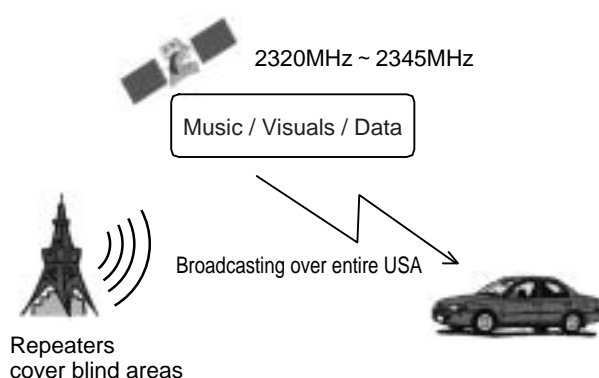 2320MHz ~ 2345MHz
Music / Visuals / Data
Broadcasting over entire USA
Repeaters
cover blind areas